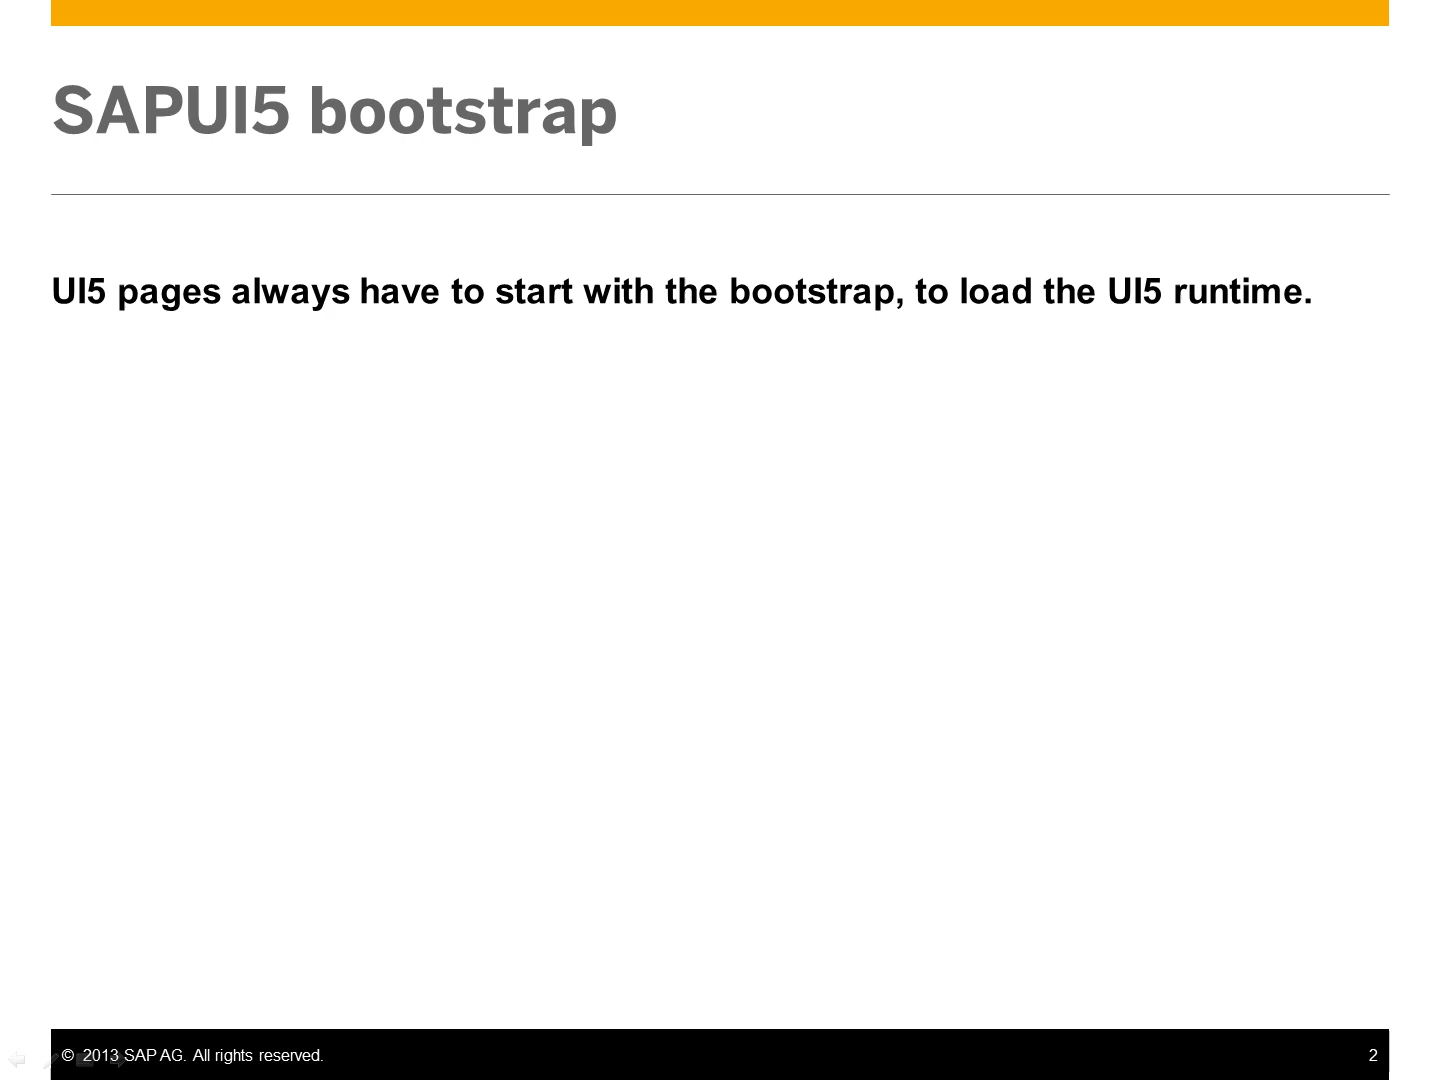 SAPUI5 bootstrap
UI5 pages always have to start with the bootstrap, to load the UI5 runtime.
© 2013 SAP AG. All rights reserved.
2